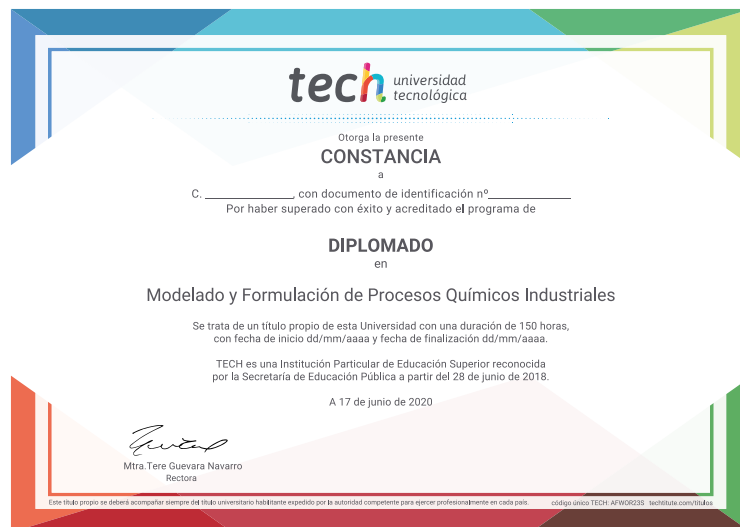 tech universidad
tecnológica
Otorga la presente
CONSTANCIA
a
C. ______________, con documento de identificación nº______________
Por haber superado con éxito y acreditado el programa de
DIPLOMADO
en
Modelado y Formulación de Procesos Químicos Industriales
Se trata de un título propio de esta Universidad con una duración de 150 horas,
con fecha de inicio dd/mm/aaaa y fecha de finalización dd/mm/aaaa.
TECH es una Institución Particular de Educación Superior reconocida
por la Secretaría de Educación Pública a partir del 28 de junio de 2018.
A 17 de junio de 2020
Mtra.Tere Guevara Navarro
Rectora
Este título propio se deberá acompañar siempre del título universitario habilitante expedido por la autoridad competente para ejercer profesionalmente en cada país. código único TECH: AFWOR23S techtitute.com/títulos